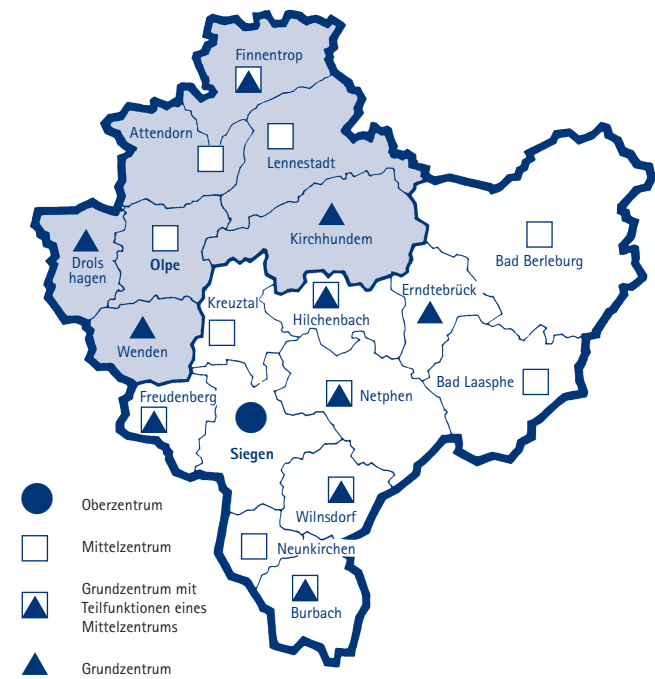 Finnentrop
Attendorn
Lennestadt
Kirchhundem
Bad Berleburg
Drols
hagen
Olpe
Erndtebrück
Kreuztal
Hilchenbach
Wenden
Bad Laasphe
Freudenberg
Netphen
Siegen
Wilnsdorf
Neunkirchen
Burbach
Oberzentrum
Mittelzentrum
Grundzentrum mit
Teilfunktionen eines
Mittelzentrums
Grundzentrum